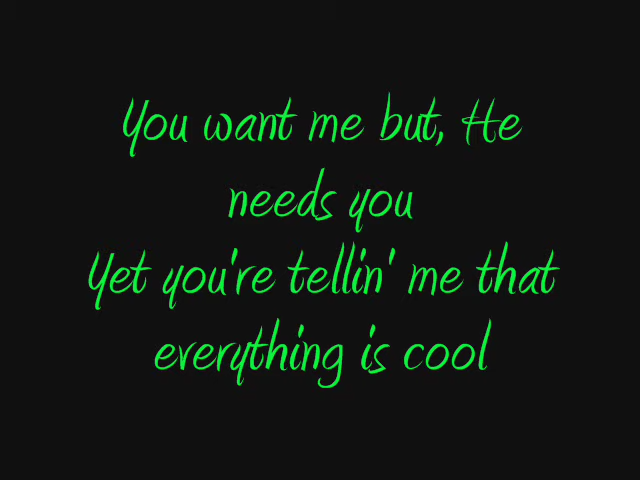 You want me but, He
needs you
Yet you're tellin' me that
everything is cool